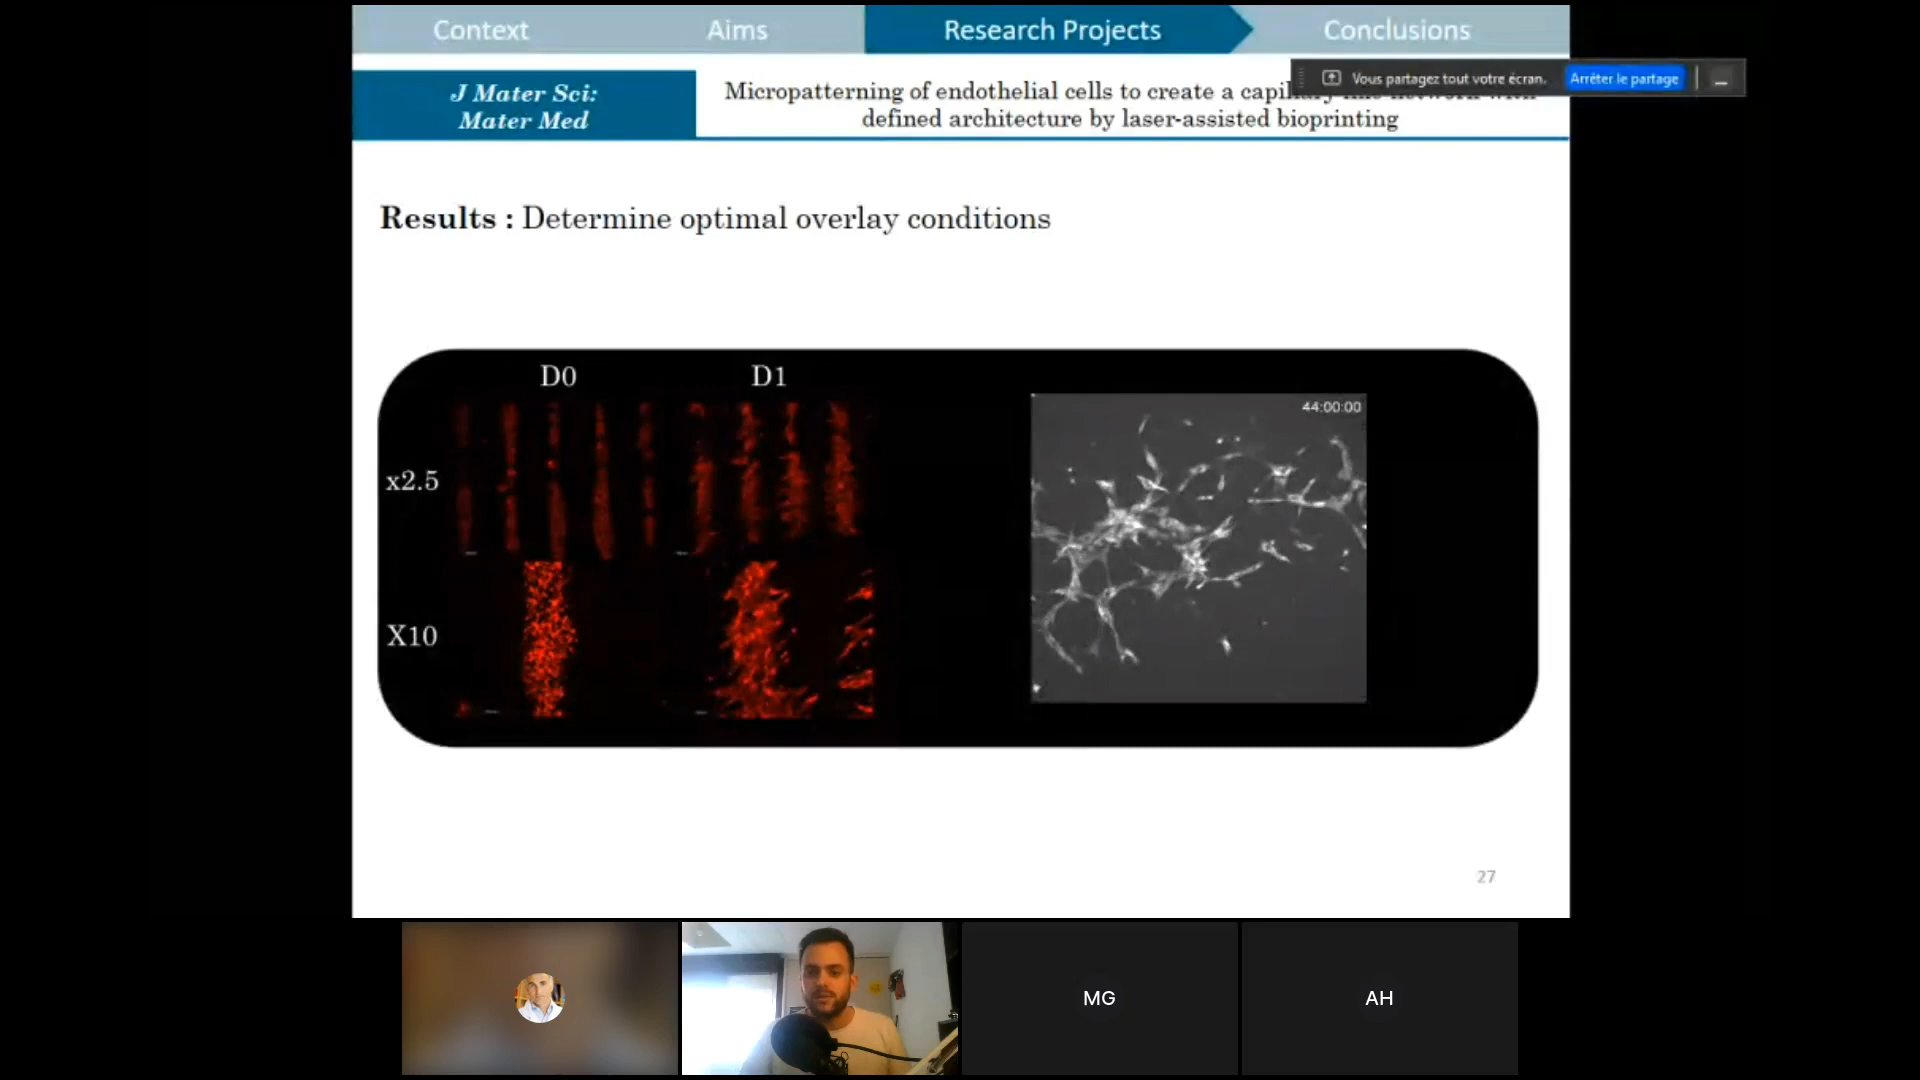 Context Aims Research Projects Conclusions
Vous partagez tout votre écran. Arrêter le partage
J Mater Sci:
Mater Med
Micropatterning of endothelial cells to create a
defined architecture by laser-assisted bioprinting
Results : Determine optimal overlay conditions
D0 D1
44:00:00
x2.5
X10
27
MG AH